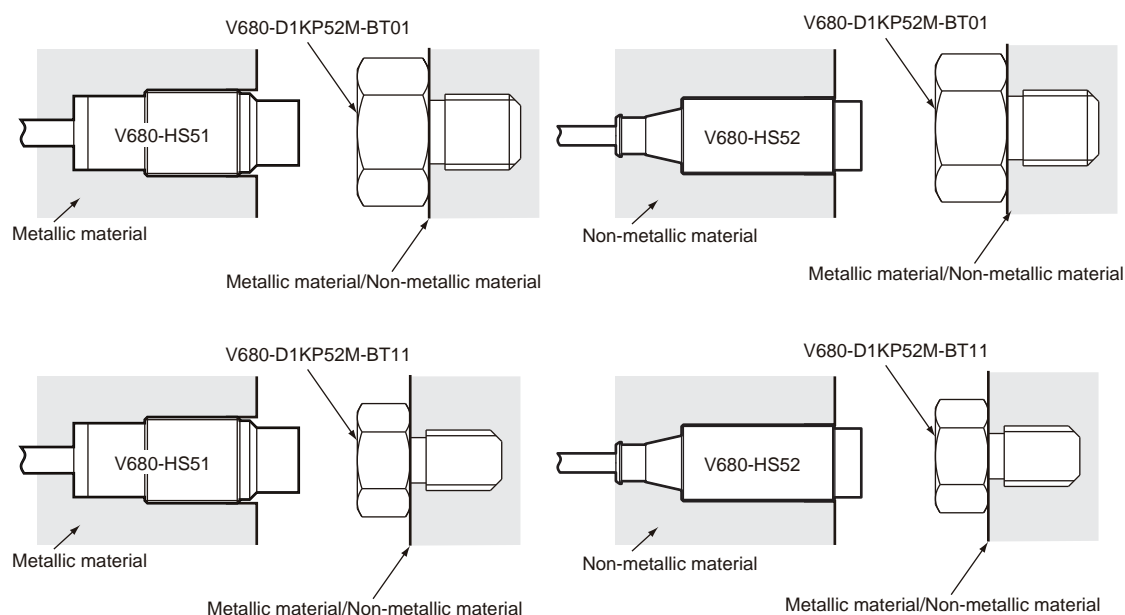 V680-D1KP52M-BT01
V680-HS51
Metallic material
Metallic material/Non-metallic material
V680-D1KP52M-BT01
V680-HS52
Non-metallic material
Metallic material/Non-metallic material
V680-D1KP52M-BT11
V680-HS51
Metallic material
Metallic material/Non-metallic material
V680-D1KP52M-BT11
V680-HS52
Non-metallic material
Metallic material/Non-metallic material